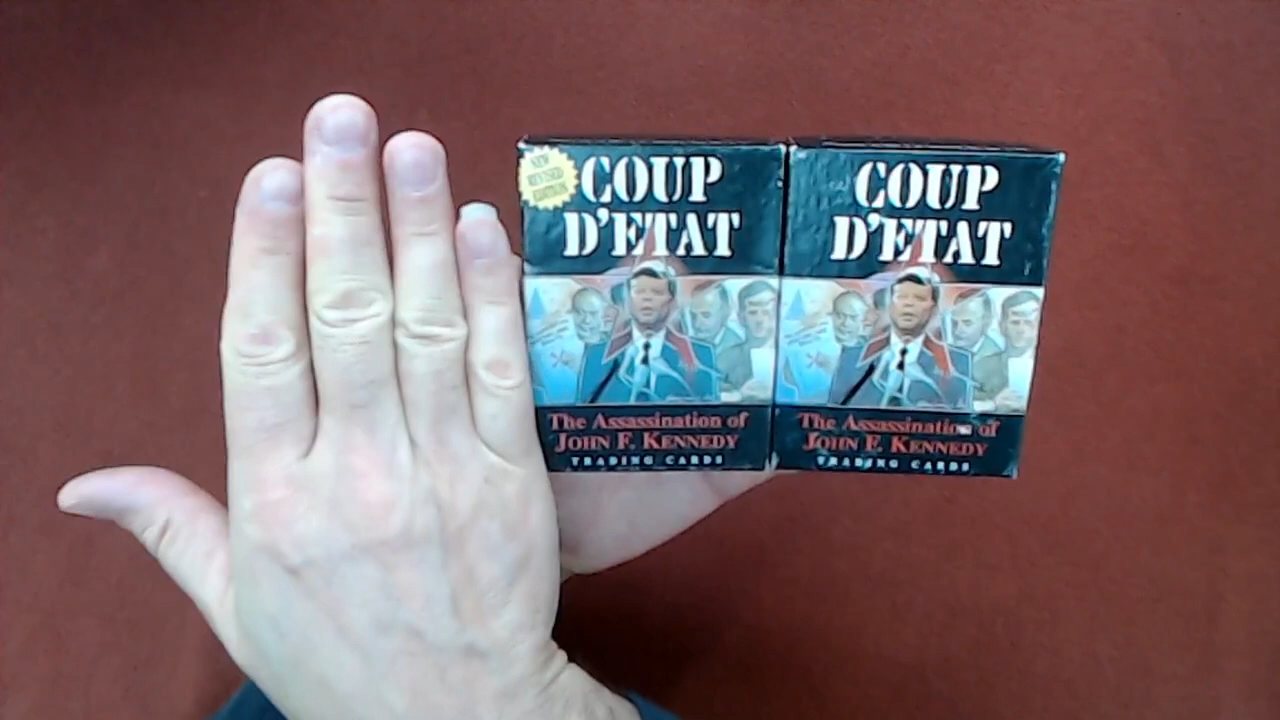 NEW
REVISED
EDITION
COUP
D'ETAT
The Assassination of
JOHN F. KENNEDY
TRADING CARDS
COUP
D'ETAT
The Assassination of
JOHN F. KENNEDY
TRADING CARDS